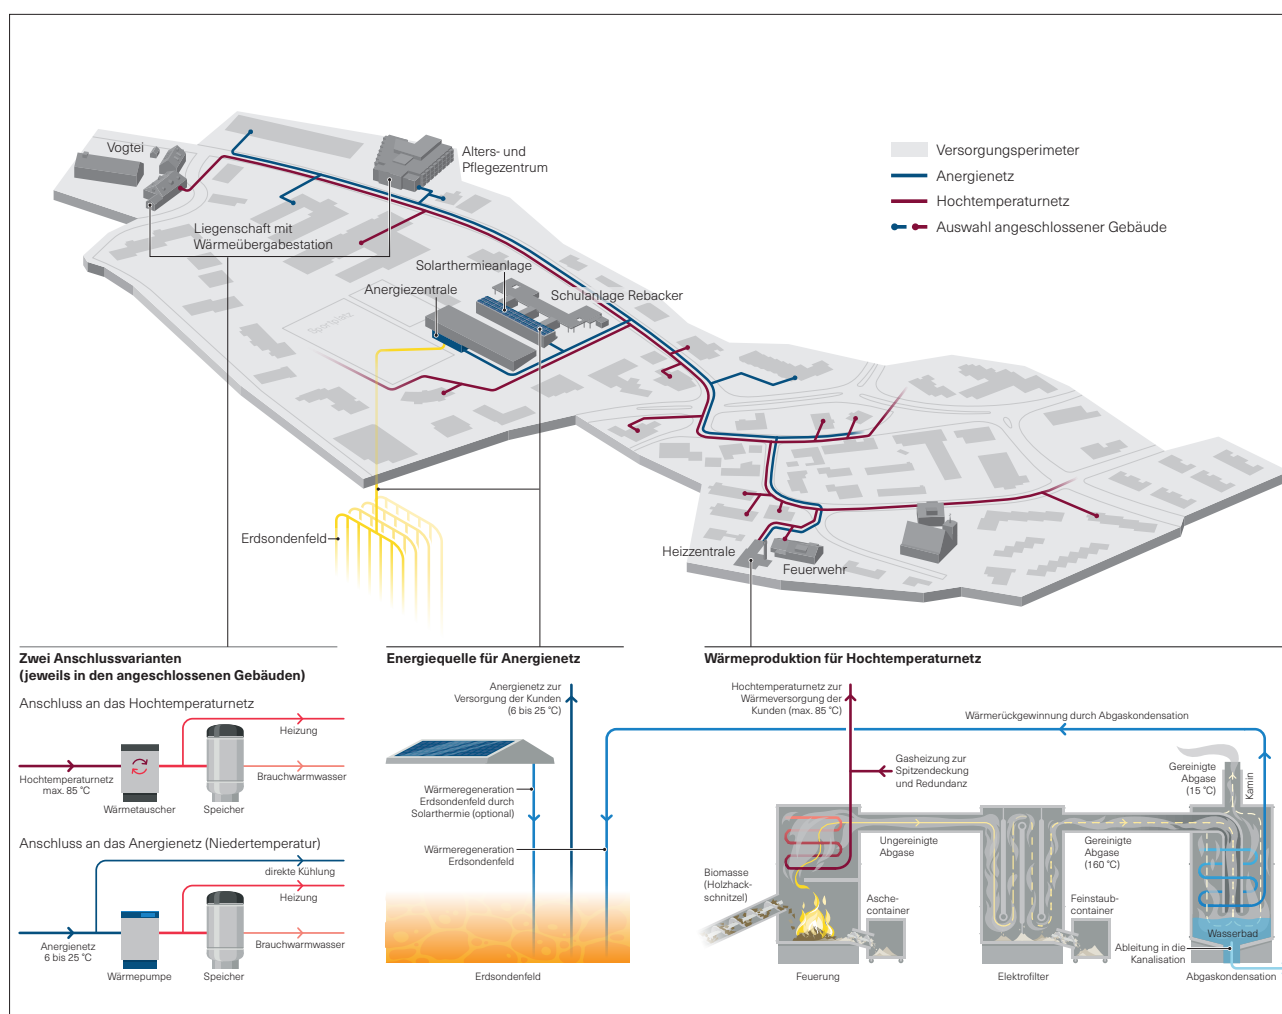 Vogtei
Alters- und
Pflegezentrum
Liegenschaft mit
Wärmeübergabestation
Solarthermieanlage
Anergiezentrale
Schulanlage Rebacker
Sportplatz
Versorgungsperimeter
Anergienetz
Hochtemperaturnetz
Auswahl angeschlossener Gebäude
Erdsondenfeld
Heizzentrale
Feuerwehr
Zwei Anschlussvarianten
(jeweils in den angeschlossenen Gebäuden)
Anschluss an das Hochtemperaturnetz
Heizung
Brauchwarmwasser
Hochtemperaturnetz
max. 85 °C
Wärmetauscher
Speicher
Anschluss an das Anergienetz (Niedertemperatur)
direkte Kühlung
Heizung
Brauchwarmwasser
Anergienetz
6 bis 25 °C
Wärmepumpe
Speicher
Energiequelle für Anergienetz
Anergienetz zur
Versorgung der Kunden
(6 bis 25 °C)
Wärmeregeneration
Erdsondenfeld durch
Solarthermie (optional)
Wärmeregeneration
Erdsondenfeld
Erdsondenfeld
Wärmeproduktion für Hochtemperaturnetz
Hochtemperaturnetz zur
Wärmeversorgung der
Kunden (max. 85 °C)
Wärmerückgewinnung durch Abgaskondensation
Gasheizung zur
Spitzendeckung
und Redundanz
Gereinigte
Abgase
(15 °C)
Kamin
Ungereinigte
Abgase
Gereinigte
Abgase
(160 °C)
Biomasse
(Holzhack-
schnitzel)
Asche-
container
Feinstaub-
container
Wasserbad
Ableitung in die
Kanalisation
Feuerung
Elektrofilter
Abgaskondensation